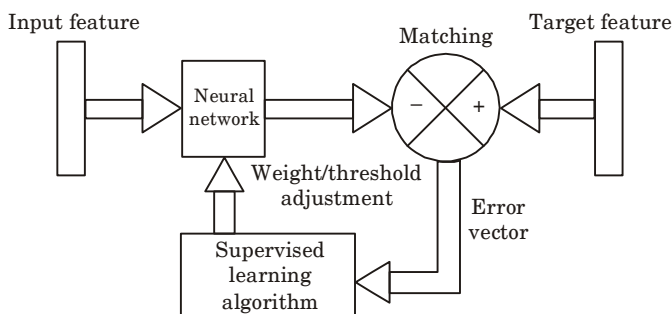 Input feature
Matching
Target feature
Neural
network
−
+
Weight/threshold
adjustment
Error
vector
Supervised
learning
algorithm